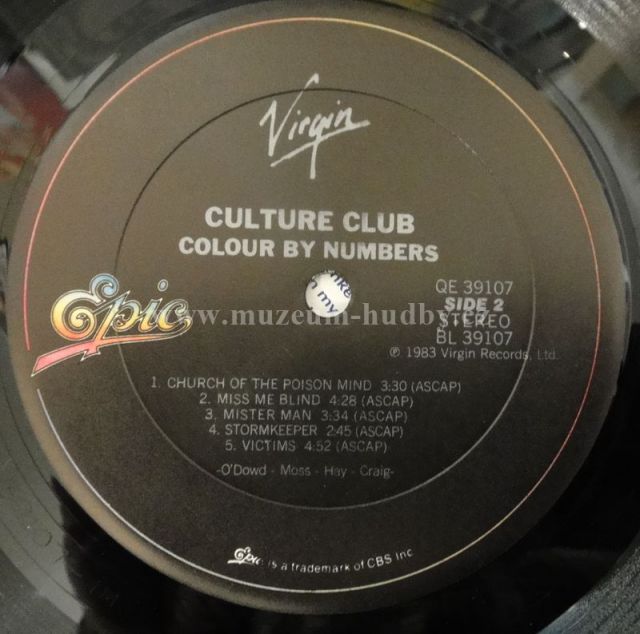 Virgin
CULTURE CLUB
COLOUR BY NUMBERS
Epic
QE 39107
SIDE 2
STEREO
BL 39107
℗ 1983 Virgin Records, Ltd.
www.muzeum-hudby.cz
1. CHURCH OF THE POISON MIND 3:30 (ASCAP)
2. MISS ME BLIND 4:28 (ASCAP)
3. MISTER MAN 3:34 (ASCAP)
4. STORMKEEPER 2:45 (ASCAP)
5. VICTIMS 4:52 (ASCAP)
-O'Dowd - Moss - Hay - Craig-
Epic is a trademark of CBS Inc